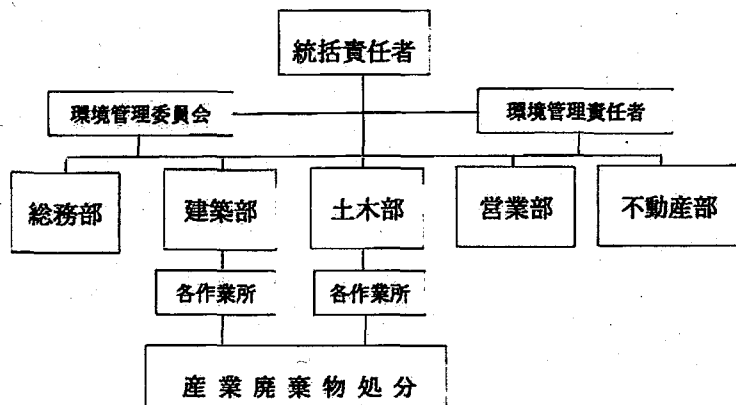 統括責任者
環境管理委員会
環境管理責任者
総務部
建築部
土木部
営業部
不動産部
各作業所
各作業所
産業廃棄物処分